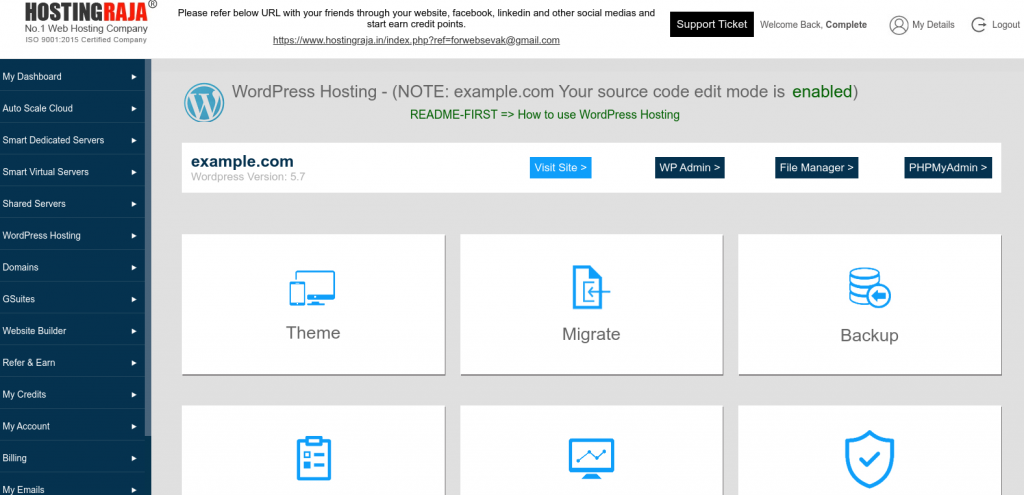 HOSTINGRAJA®
No.1 Web Hosting Company
ISO 9001:2015 Certified Company
Please refer below URL with your friends through your website, facebook, linkedin and other social medias and
start earn credit points.
https://www.hostingraja.in/index.php?ref=forwebsevak@gmail.com
Support Ticket
Welcome Back, Complete
My Details
Logout
My Dashboard
Auto Scale Cloud
Smart Dedicated Servers
Smart Virtual Servers
Shared Servers
WordPress Hosting
Domains
GSuites
Website Builder
Refer & Earn
My Credits
My Account
Billing
My Emails
WordPress Hosting - (NOTE: example.com Your source code edit mode is enabled)
README-FIRST => How to use WordPress Hosting
example.com
Wordpress Version: 5.7
Visit Site >
WP Admin >
File Manager >
PHPMyAdmin >
Theme
Migrate
Backup